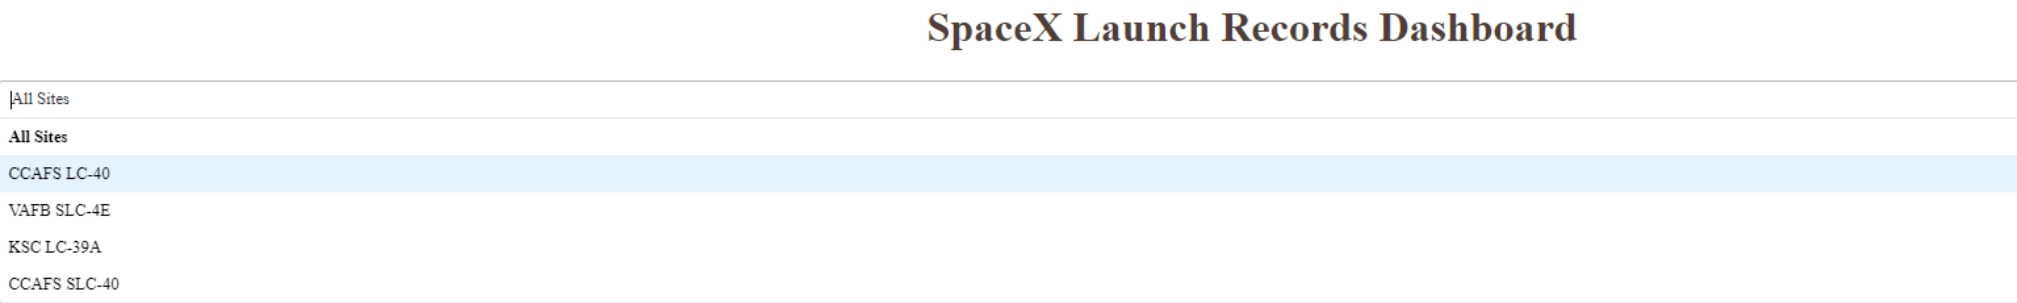 SpaceX Launch Records Dashboard
All Sites
All Sites
CCAFS LC-40
VAFB SLC-4E
KSC LC-39A
CCAFS SLC-40